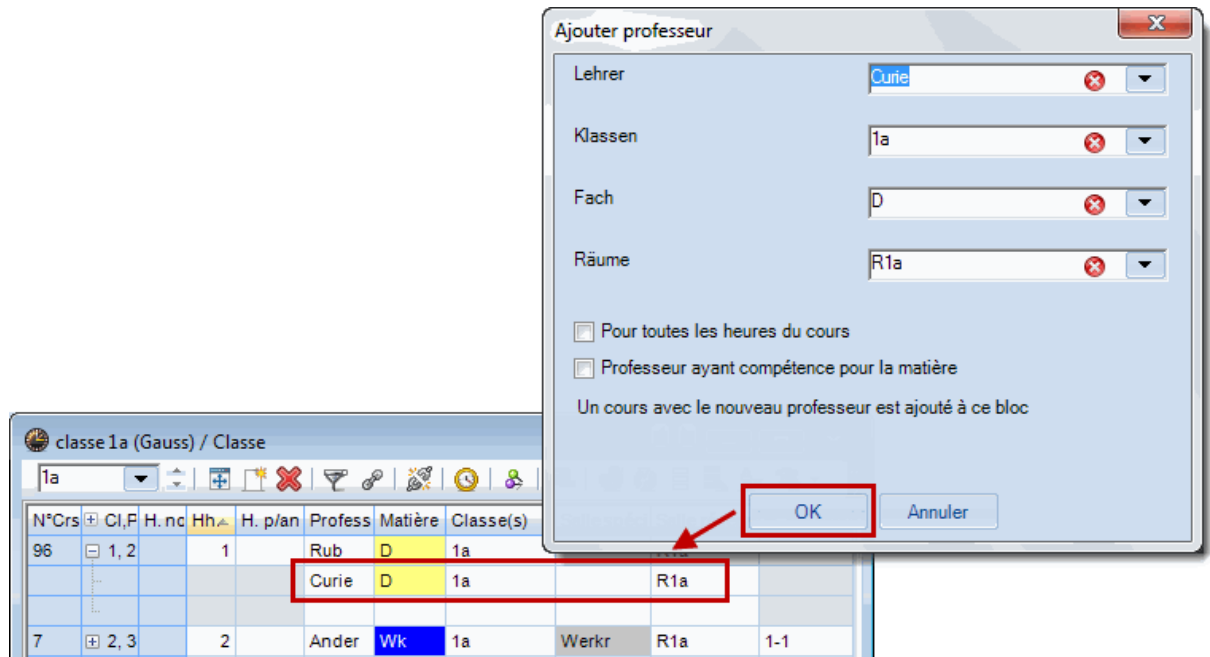 Ajouter professeur
Lehrer Curie
Klassen 1a
Fach D
Räume R1a
Pour toutes les heures du cours
Professeur ayant compétence pour la matière
Un cours avec le nouveau professeur est ajouté à ce bloc
OK Annuler
classe 1a (Gauss) / Classe
1a
N°Crs Cl,P H. nc Hh H. p/an Profess Matière Classe(s)
96 1, 2 1 Rub D 1a
Curie D 1a R1a
7 2, 3 2 Ander Wk 1a Werkr R1a 1-1